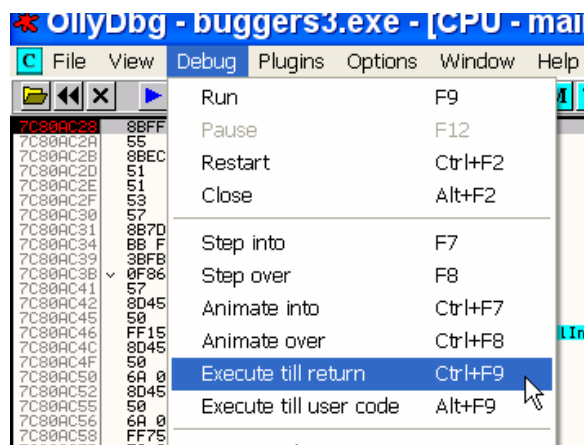 OllyDbg - buggers3.exe - [CPU - mai
C File View Debug Plugins Options Window Help
Run F9
Pause F12
Restart Ctrl+F2
Close Alt+F2
Step into F7
Step over F8
Animate into Ctrl+F7
Animate over Ctrl+F8
Execute till return Ctrl+F9
Execute till user code Alt+F9
7C80AC28 8BFF
7C80AC2A 55
7C80AC2B 8BEC
7C80AC2D 51
7C80AC2E 51
7C80AC2F 53
7C80AC30 57
7C80AC31 8B7D
7C80AC34 BB F
7C80AC39 3BFB
7C80AC3B 0F86
7C80AC41 57
7C80AC42 8D45
7C80AC45 50
7C80AC46 FF15
7C80AC4C 8D45
7C80AC4F 50
7C80AC50 6A 0
7C80AC52 8D45
7C80AC55 50
7C80AC56 6A 0
7C80AC58 FF75